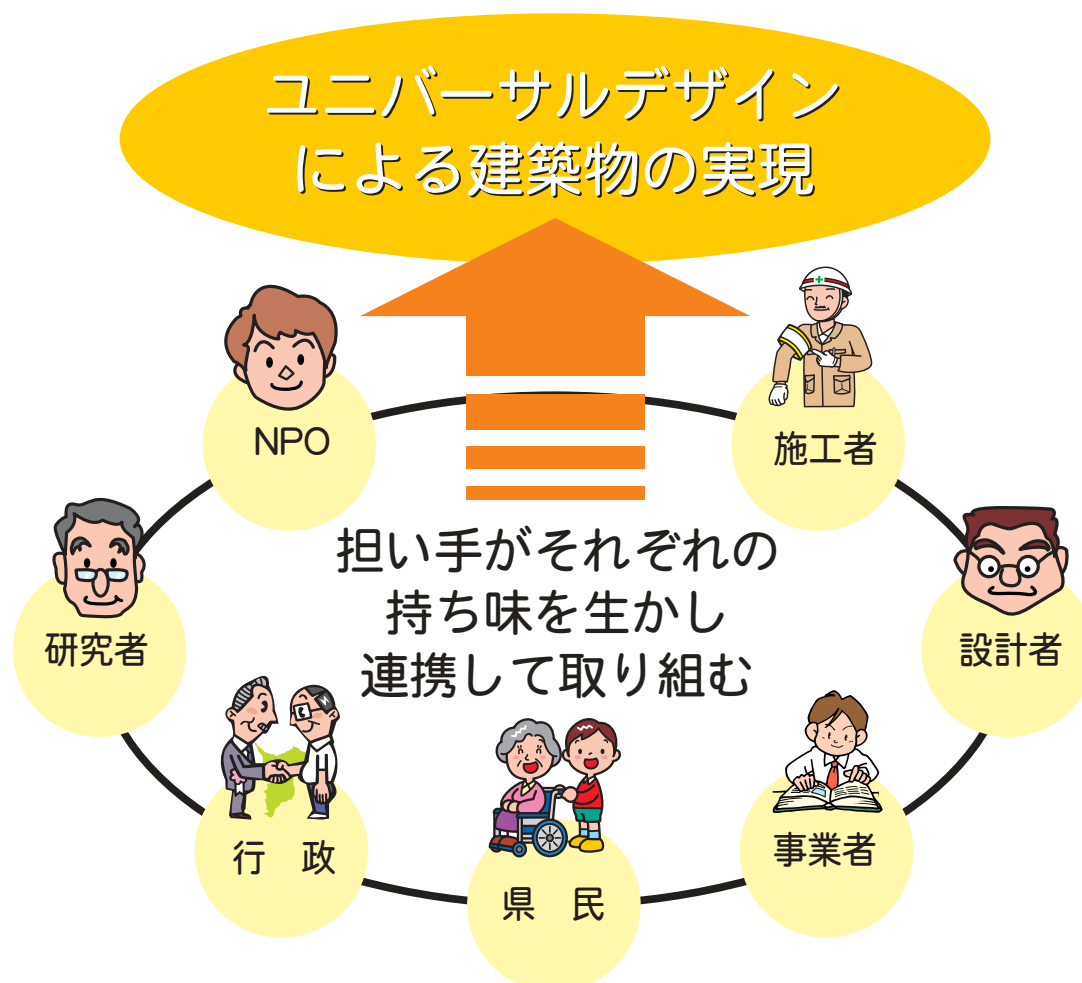 ユニバーサルデザイン
による建築物の実現
NPO
施工者
担い手がそれぞれの
持ち味を生かし
連携して取り組む
研究者
設計者
行　政
事業者
県　民